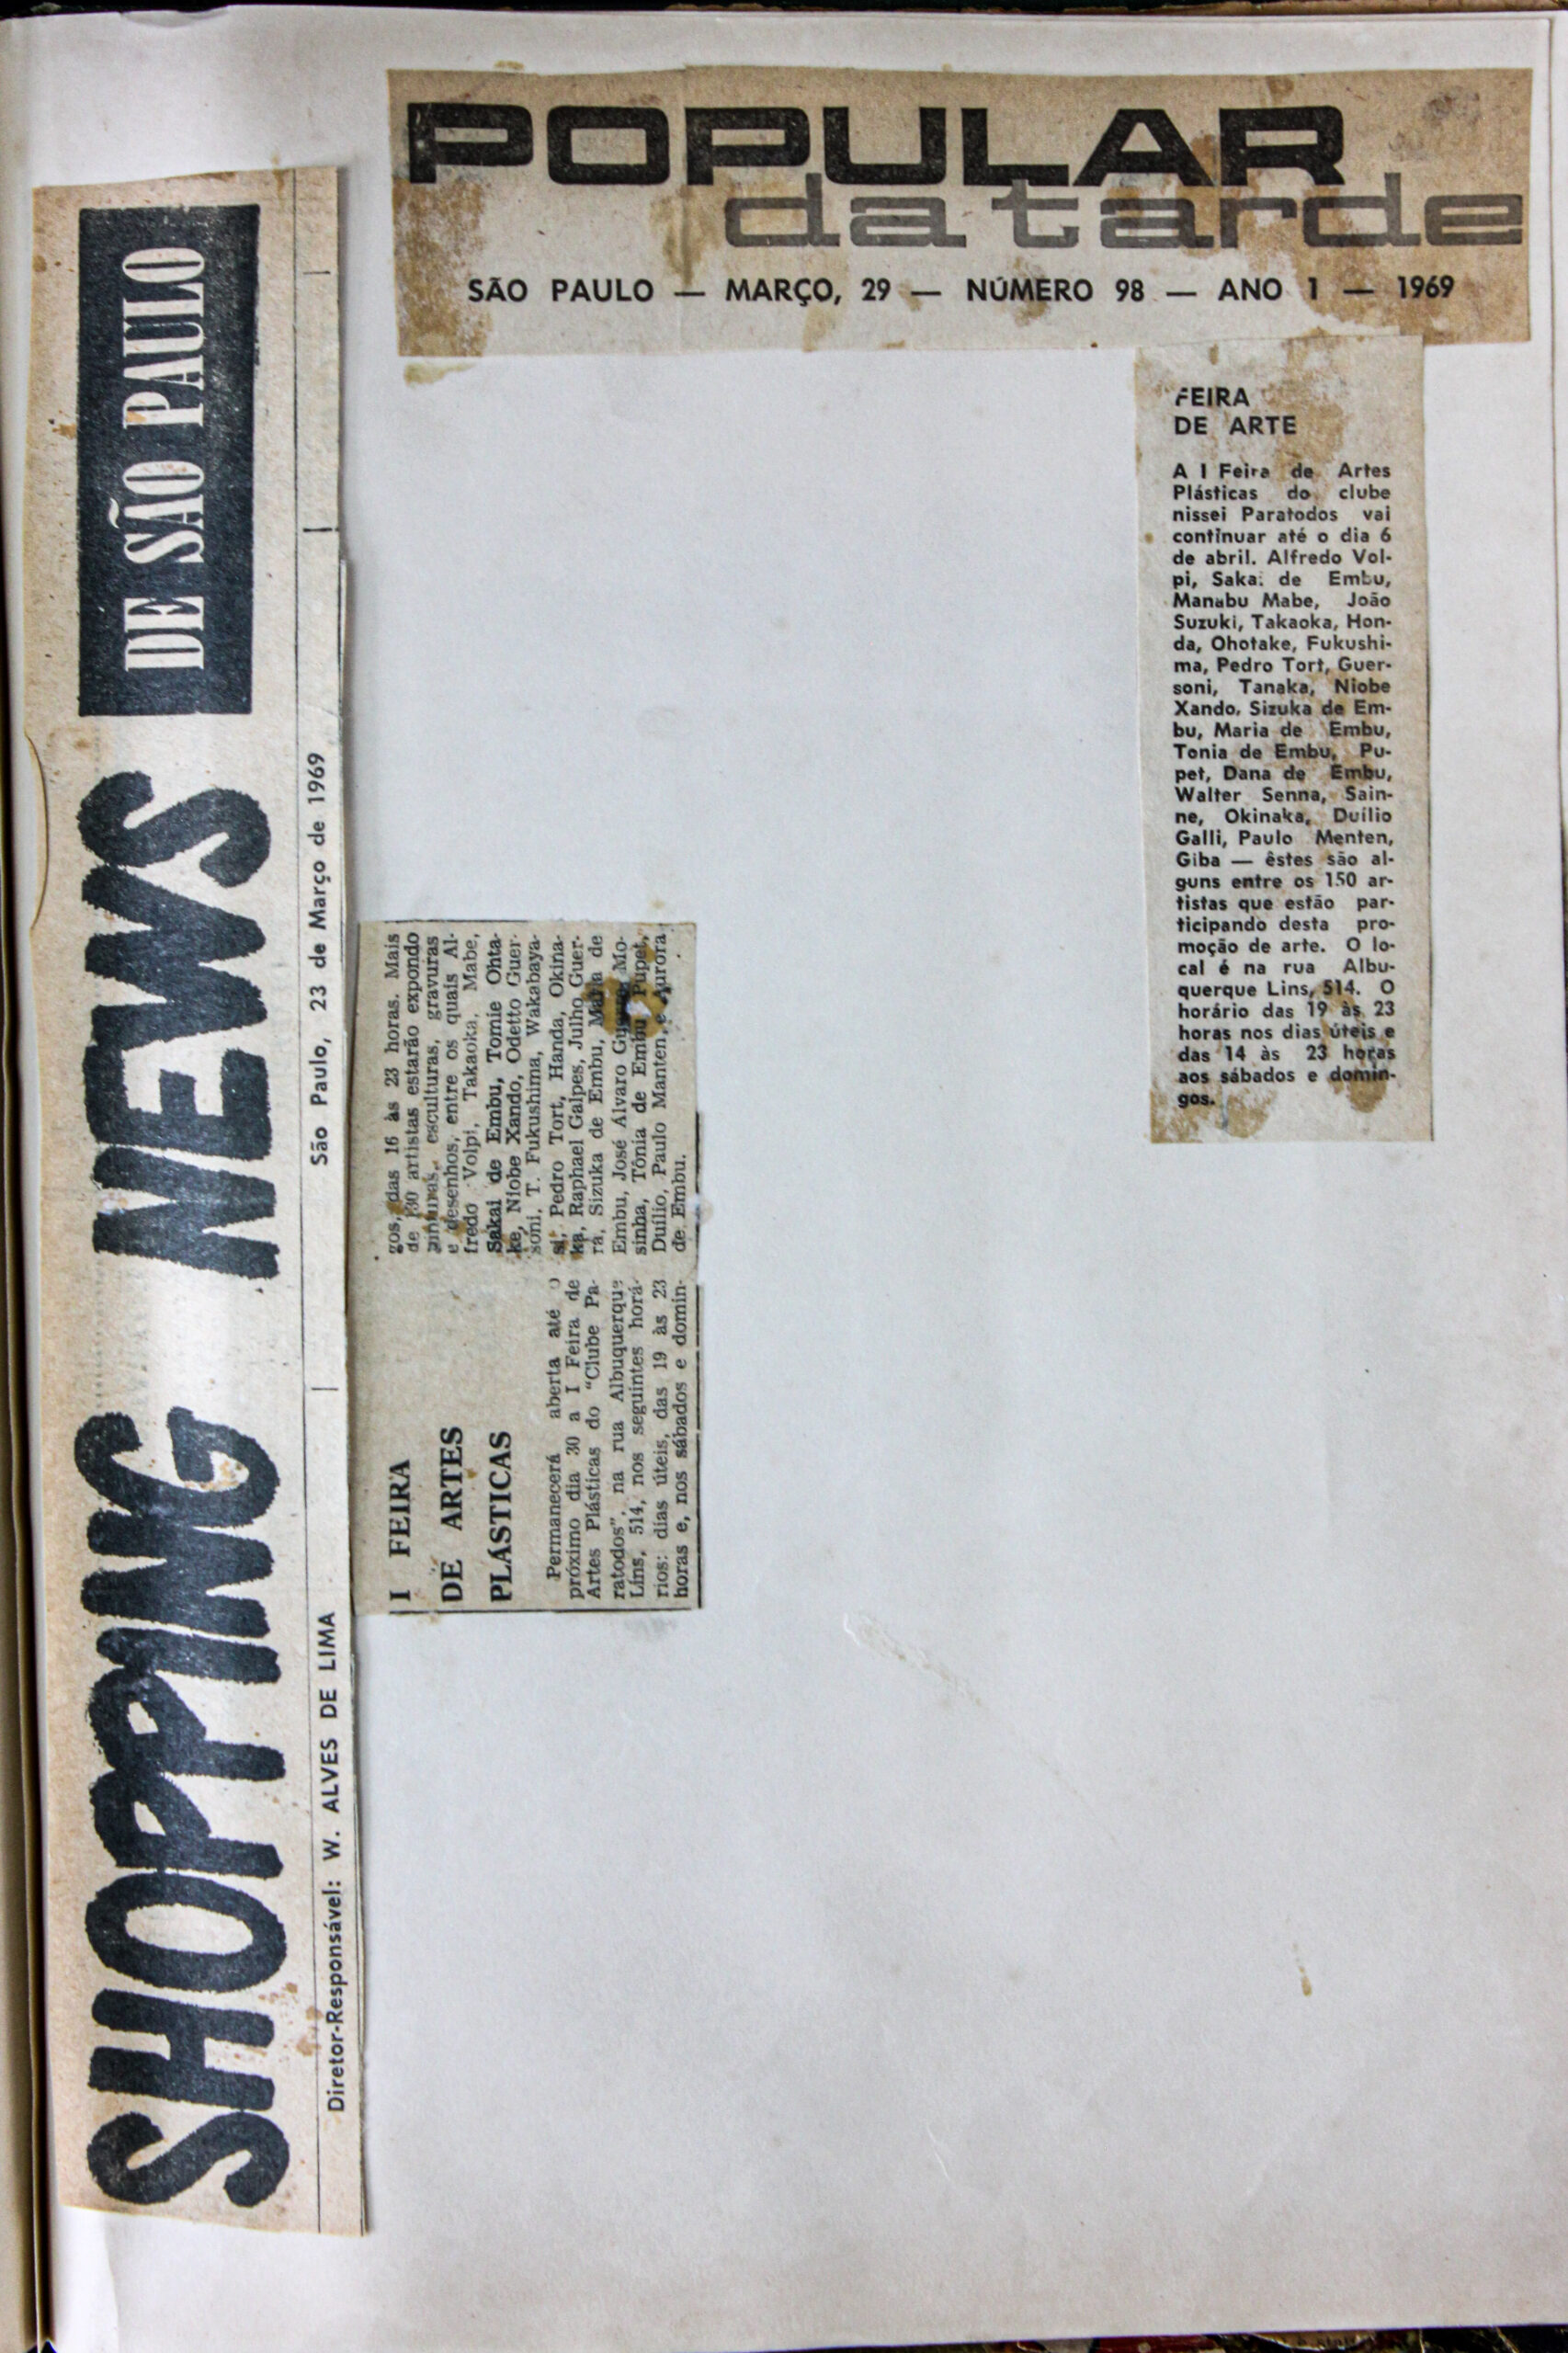 POPULAR
da tarde
SÃO PAULO — MARÇO, 29 — NÚMERO 98 — ANO 1 — 1969
FEIRA
DE ARTE
A I Feira de Artes
Plásticas do clube
nissei Paratodos vai
continuar até o dia 6
de abril. Alfredo Vol-
pi, Sakai de Embu,
Manabu Mabe, João
Suzuki, Takaoka, Hon-
da, Ohotake, Fukushi-
ma, Pedro Tort, Guer-
soni, Tanaka, Niobe
Xando, Sizuka de Em-
bu, Maria de Embu,
Tonia de Embu, Pu-
pet, Dana de Embu,
Walter Senna, Sain-
ne, Okinaka, Duílio
Galli, Paulo Menten,
Giba — êstes são al-
guns entre os 150 ar-
tistas que estão par-
ticipando desta pro-
moção de arte. O lo-
cal é na rua Albu-
querque Lins, 514. O
horário das 19 às 23
horas nos dias úteis e
das 14 às 23 horas
aos sábados e domin-
gos.
SHOPPING NEWS DE SÃO PAULO
Diretor-Responsável: W. ALVES DE LIMA
São Paulo, 23 de Março de 1969
I FEIRA
DE ARTES
PLÁSTICAS
Permanecerá aberta até o
próximo dia 30 a I Feira de
Artes Plásticas do "Clube Pa-
ratodos", na rua Albuquerque
Lins, 514, nos seguintes horá-
rios: dias úteis, das 19 às 23
horas e, nos sábados e domin-
gos, das 16 às 23 horas. Mais
de 130 artistas estarão expondo
pinturas, esculturas, gravuras
e desenhos, entre os quais Al-
fredo Volpi, Takaoka, Mabe,
Sakai de Embu, Tomie Ohta-
ke, Niobe Xando, Odetto Guer-
soni, T. Fukushima, Wakabaya-
si, Pedro Tort, Handa, Okina-
ka, Raphael Galpes, Julho Guer-
ra, Sizuka de Embu, Maria de
Embu, José Álvaro Mo-
sinha, Tônia de Embu, Pupet,
Duílio, Paulo Manten, e Aurora
de Embu.